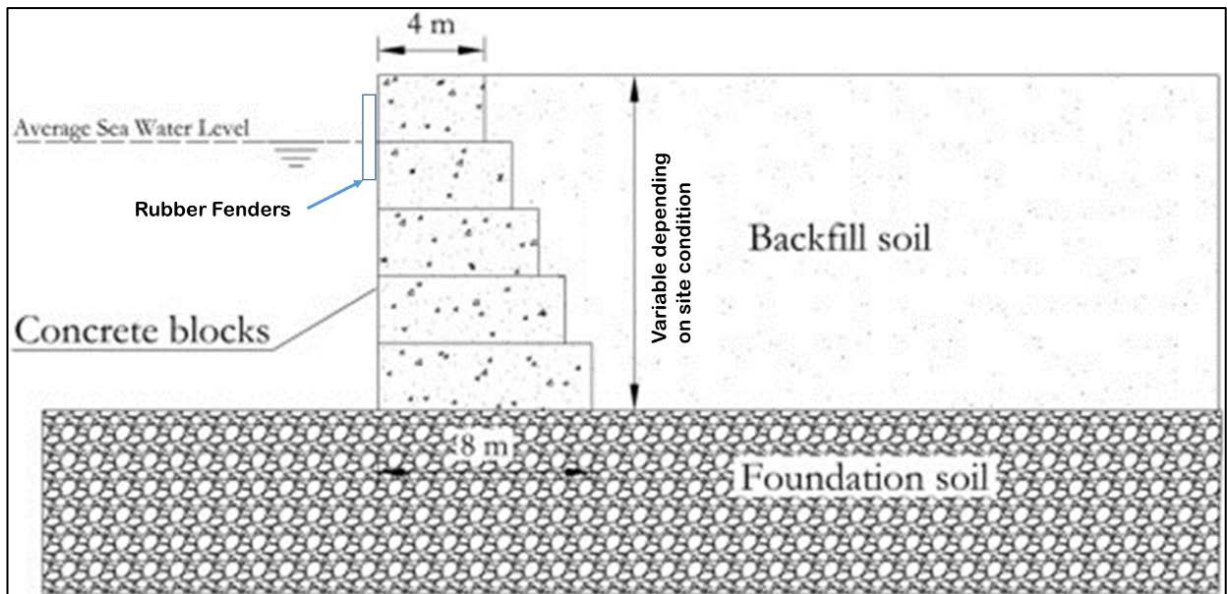 4 m
Average Sea Water Level
Rubber Fenders
Concrete blocks
Variable depending
on site condition
Backfill soil
8 m
Foundation soil